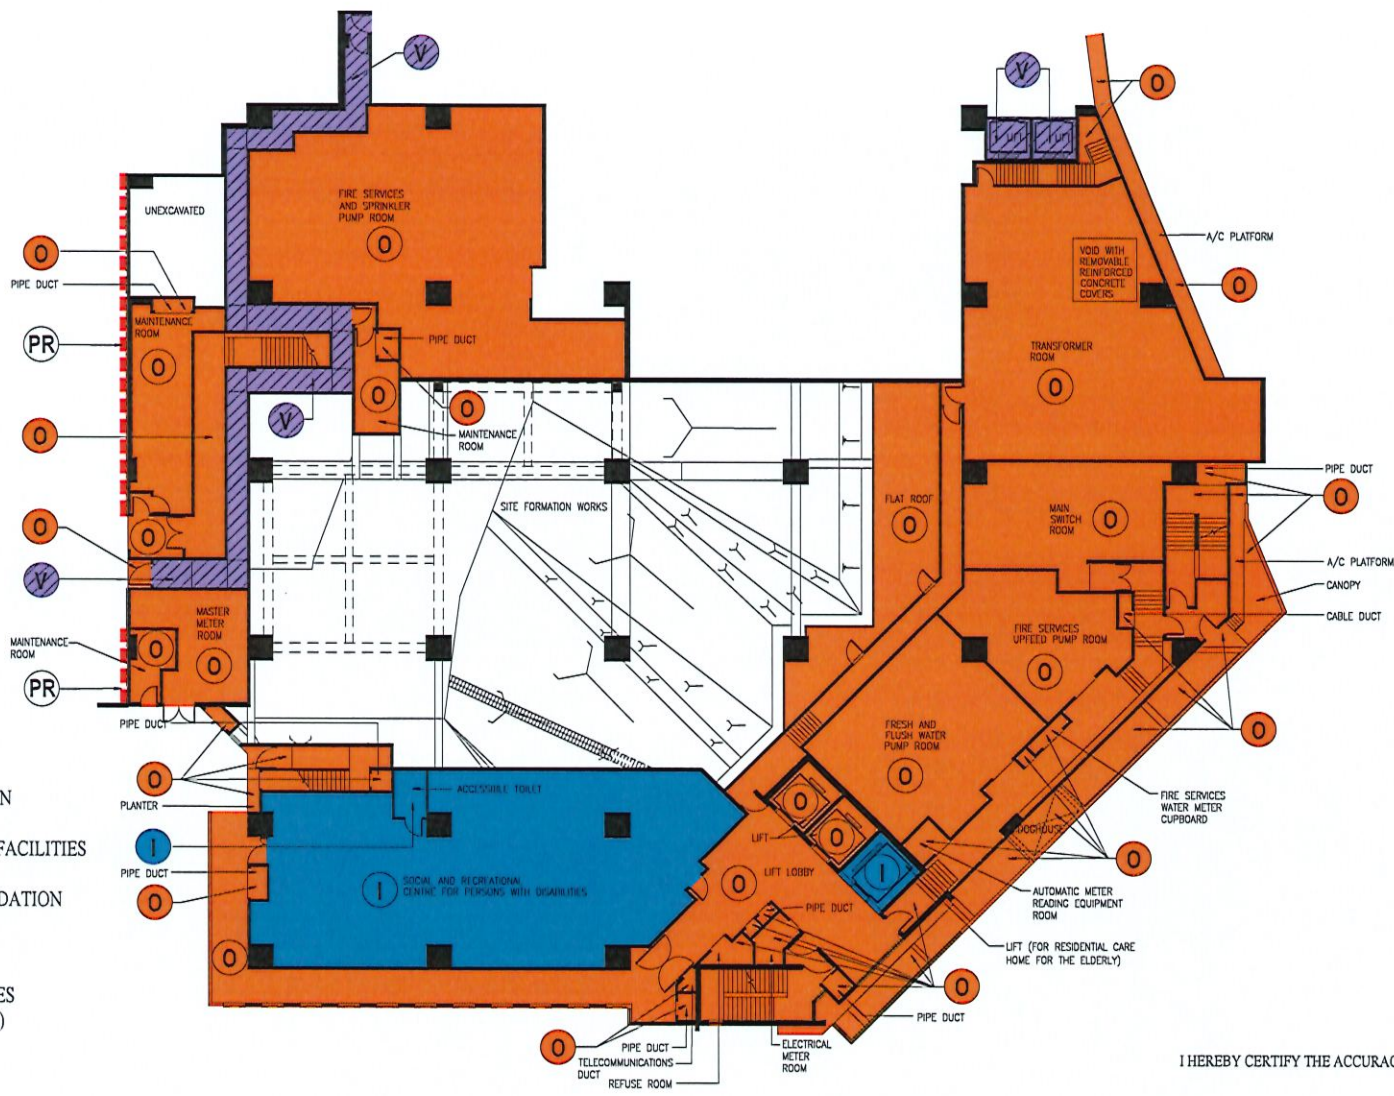 V
V
O
LIFT
LIFT
FIRE SERVICES
AND SPRINKLER
PUMP ROOM
O
UNEXCAVATED
A/C PLATFORM
VOID WITH
REMOVABLE
REINFORCED
CONCRETE
COVERS
O
O
PIPE DUCT
MAINTENANCE
ROOM
O
PR
PIPE DUCT
TRANSFORMER
ROOM
O
O
O
MAINTENANCE
ROOM
V
O
PIPE DUCT
O
FLAT ROOF
O
MAIN
SWITCH
ROOM
O
SITE FORMATION WORKS
O
O
A/C PLATFORM
CANOPY
CABLE DUCT
V
MASTER
METER
ROOM
O
MAINTENANCE
ROOM
O
FIRE SERVICES
UPFEED PUMP ROOM
O
PR
PIPE DUCT
FRESH AND
FLUSH WATER
PUMP ROOM
O
O
O
PLANTER
ACCESSIBLE TOILET
FIRE SERVICES
WATER METER
CUPBOARD
N
FACILITIES
DATION
ES
)
I
PIPE DUCT
O
O
LIFT
O
O
DOGHOUSE
O
I
I
SOCIAL AND RECREATIONAL
CENTRE FOR PERSONS WITH DISABILITIES
LIFT LOBBY
O
PIPE DUCT
AUTOMATIC METER
READING EQUIPMENT
ROOM
LIFT (FOR RESIDENTIAL CARE
HOME FOR THE ELDERLY)
O
PIPE DUCT
O
PIPE DUCT
TELECOMMUNICATIONS
DUCT
REFUSE ROOM
ELECTRICAL
METER
ROOM
I HEREBY CERTIFY THE ACCURAC